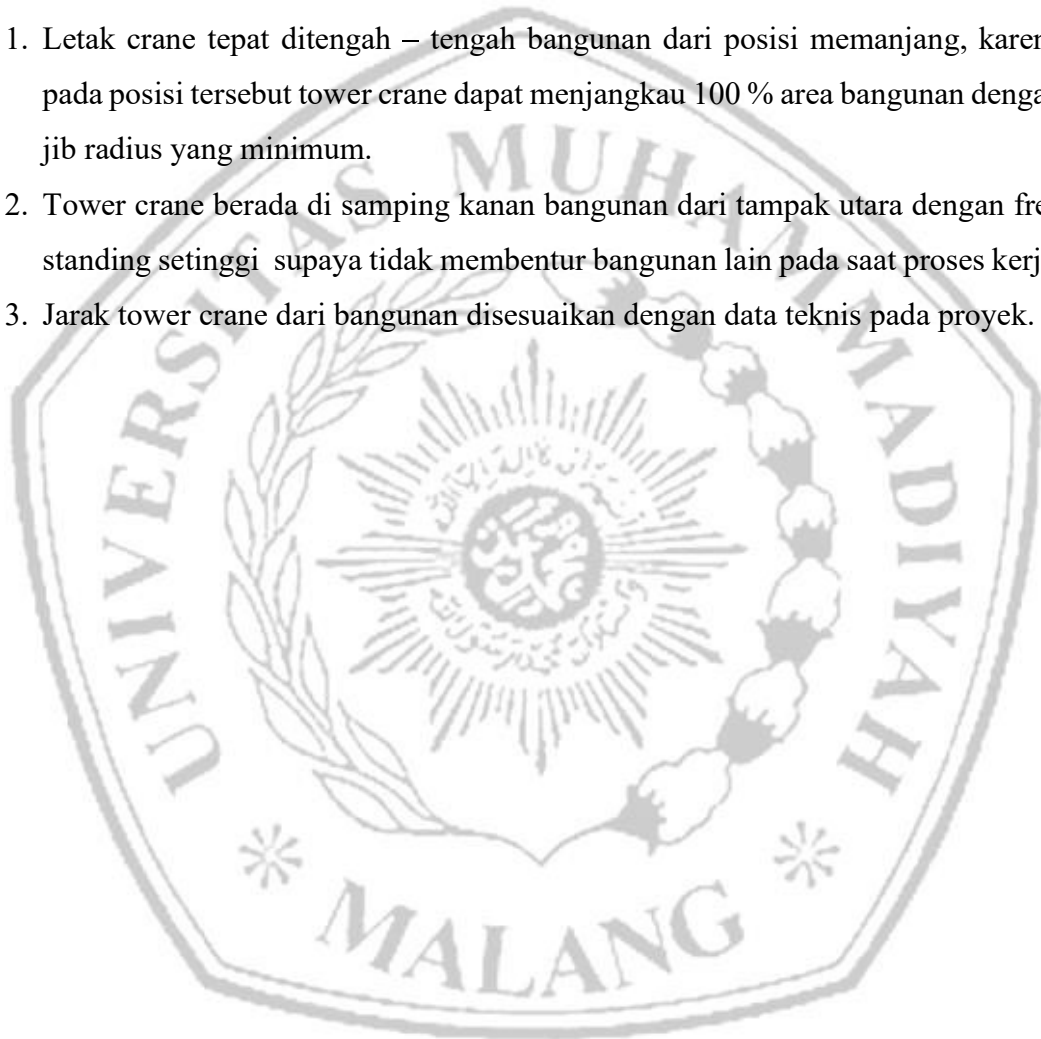 1. Letak crane tepat ditengah – tengah bangunan dari posisi memanjang, karen
pada posisi tersebut tower crane dapat menjangkau 100 % area bangunan denga
jib radius yang minimum.
2. Tower crane berada di samping kanan bangunan dari tampak utara dengan fre
standing setinggi  supaya tidak membentur bangunan lain pada saat proses kerj
3. Jarak tower crane dari bangunan disesuaikan dengan data teknis pada proyek.
UNIVERSITAS MUHAMMADIYAH
* MALANG *